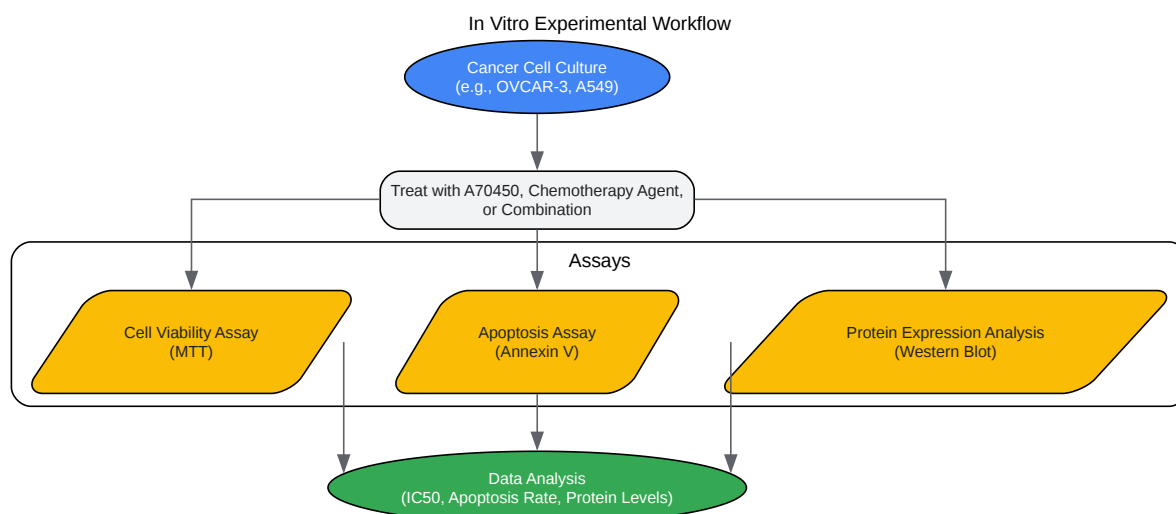 In Vitro Experimental Workflow
Cancer Cell Culture
(e.g., OVCAR-3, A549)
Treat with A70450, Chemotherapy Agent,
or Combination
Assays
Cell Viability Assay
(MTT)
Apoptosis Assay
(Annexin V)
Protein Expression Analysis
(Western Blot)
Data Analysis
(IC50, Apoptosis Rate, Protein Levels)